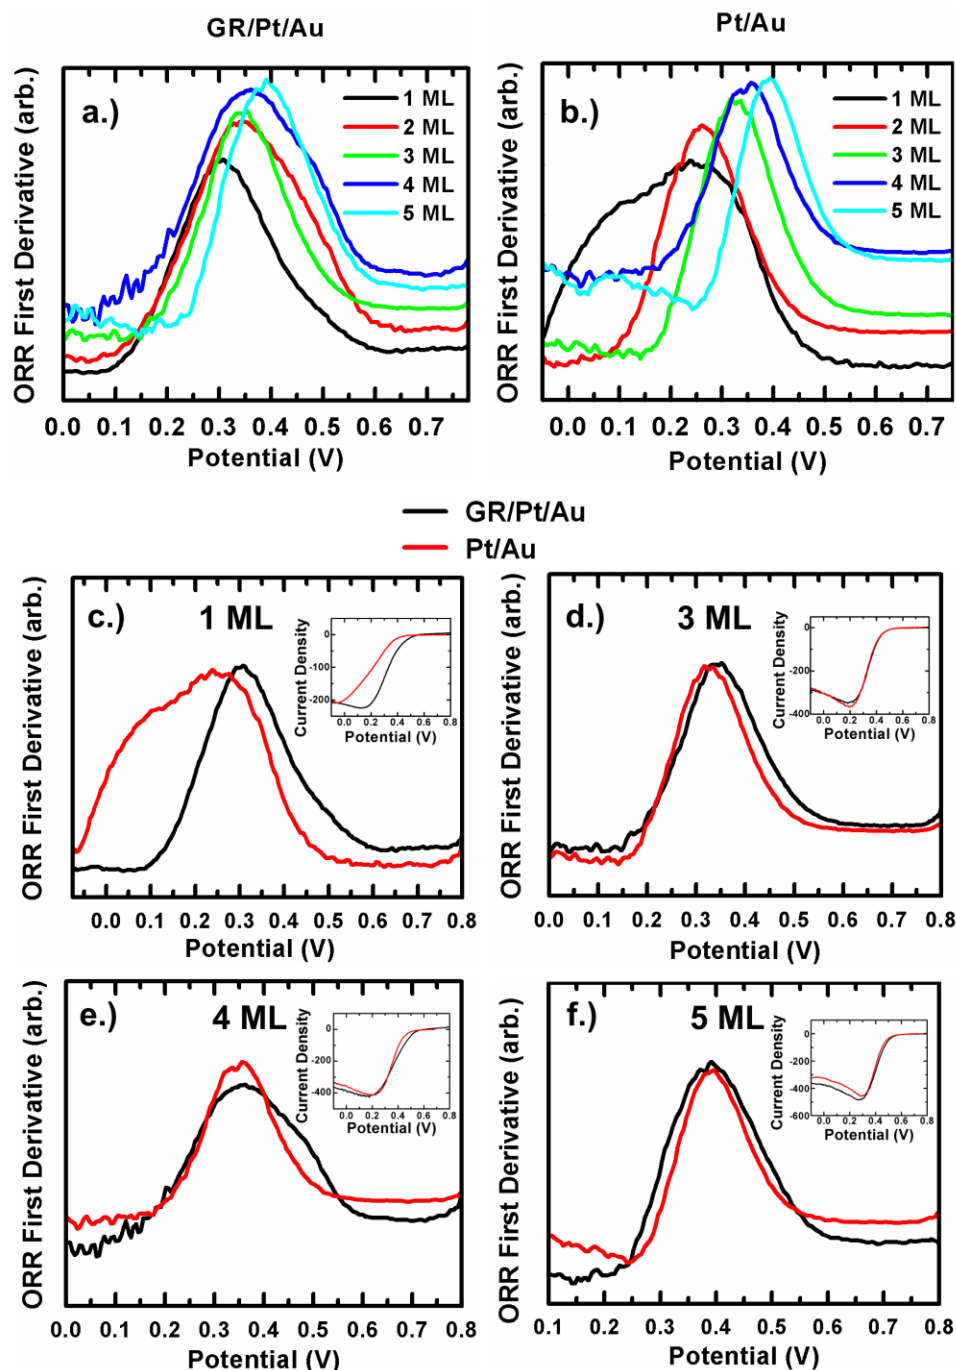 GR/Pt/Au
Pt/Au
ORR First Derivative (arb.)
a.)
1 ML
2 ML
3 ML
4 ML
5 ML
0.0 0.1 0.2 0.3 0.4 0.5 0.6 0.7
Potential (V)
ORR First Derivative (arb.)
b.)
1 ML
2 ML
3 ML
4 ML
5 ML
0.0 0.1 0.2 0.3 0.4 0.5 0.6 0.7
Potential (V)
GR/Pt/Au
Pt/Au
ORR First Derivative (arb.)
c.)
1 ML
Current Density
0
-100
-200
0.0 0.2 0.4 0.6 0.8
Potential (V)
0.0 0.1 0.2 0.3 0.4 0.5 0.6 0.7 0.8
Potential (V)
ORR First Derivative (arb.)
d.)
3 ML
Current Density
0
-200
-400
0.0 0.2 0.4 0.6 0.8
Potential (V)
0.0 0.1 0.2 0.3 0.4 0.5 0.6 0.7 0.8
Potential (V)
ORR First Derivative (arb.)
e.)
4 ML
Current Density
0
-200
-400
0.0 0.2 0.4 0.6 0.8
Potential (V)
0.0 0.1 0.2 0.3 0.4 0.5 0.6 0.7 0.8
Potential (V)
ORR First Derivative (arb.)
f.)
5 ML
Current Density
0
-200
-400
-600
0.0 0.2 0.4 0.6 0.8
Potential (V)
0.1 0.2 0.3 0.4 0.5 0.6 0.7 0.8
Potential (V)